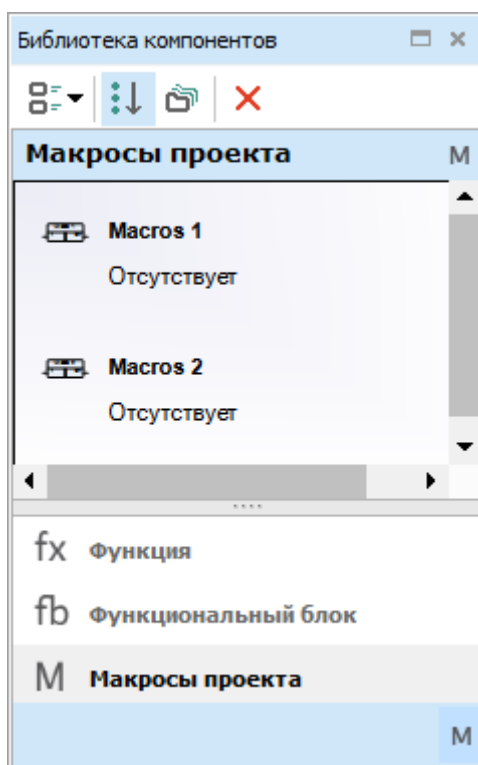 Библиотека компонентов
Макросы проекта M
Macros 1
Отсутствует
Macros 2
Отсутствует
fx Функция
fb Функциональный блок
M Макросы проекта
M